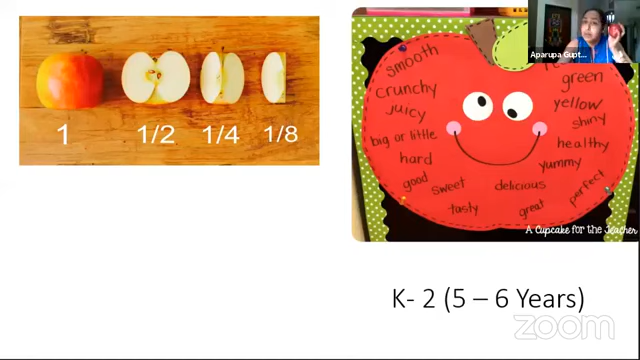 Aparupa Gupt...
1 1/2 1/4 1/8
smooth
green
crunchy
yellow
juicy
shiny
big or little
healthy
hard
yummy
good
sweet
delicious
perfect
tasty
great
A Cupcake for the Teacher
K- 2 (5 – 6 Years)
zoom